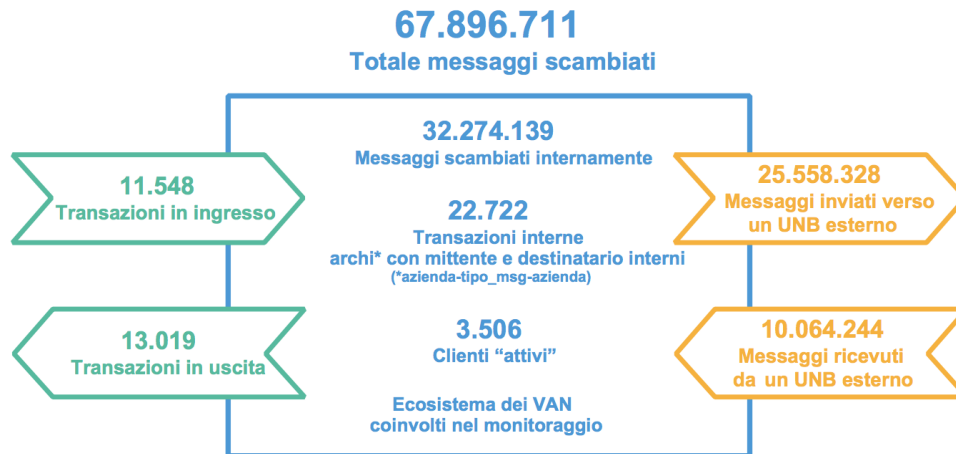 67.896.711
Totale messaggi scambiati
32.274.139
Messaggi scambiati internamente
11.548
Transazioni in ingresso
25.558.328
Messaggi inviati verso
un UNB esterno
22.722
Transazioni interne
archi* con mittente e destinatario interni
(*azienda-tipo_msg-azienda)
13.019
Transazioni in uscita
3.506
Clienti “attivi”
10.064.244
Messaggi ricevuti
da un UNB esterno
Ecosistema dei VAN
coinvolti nel monitoraggio